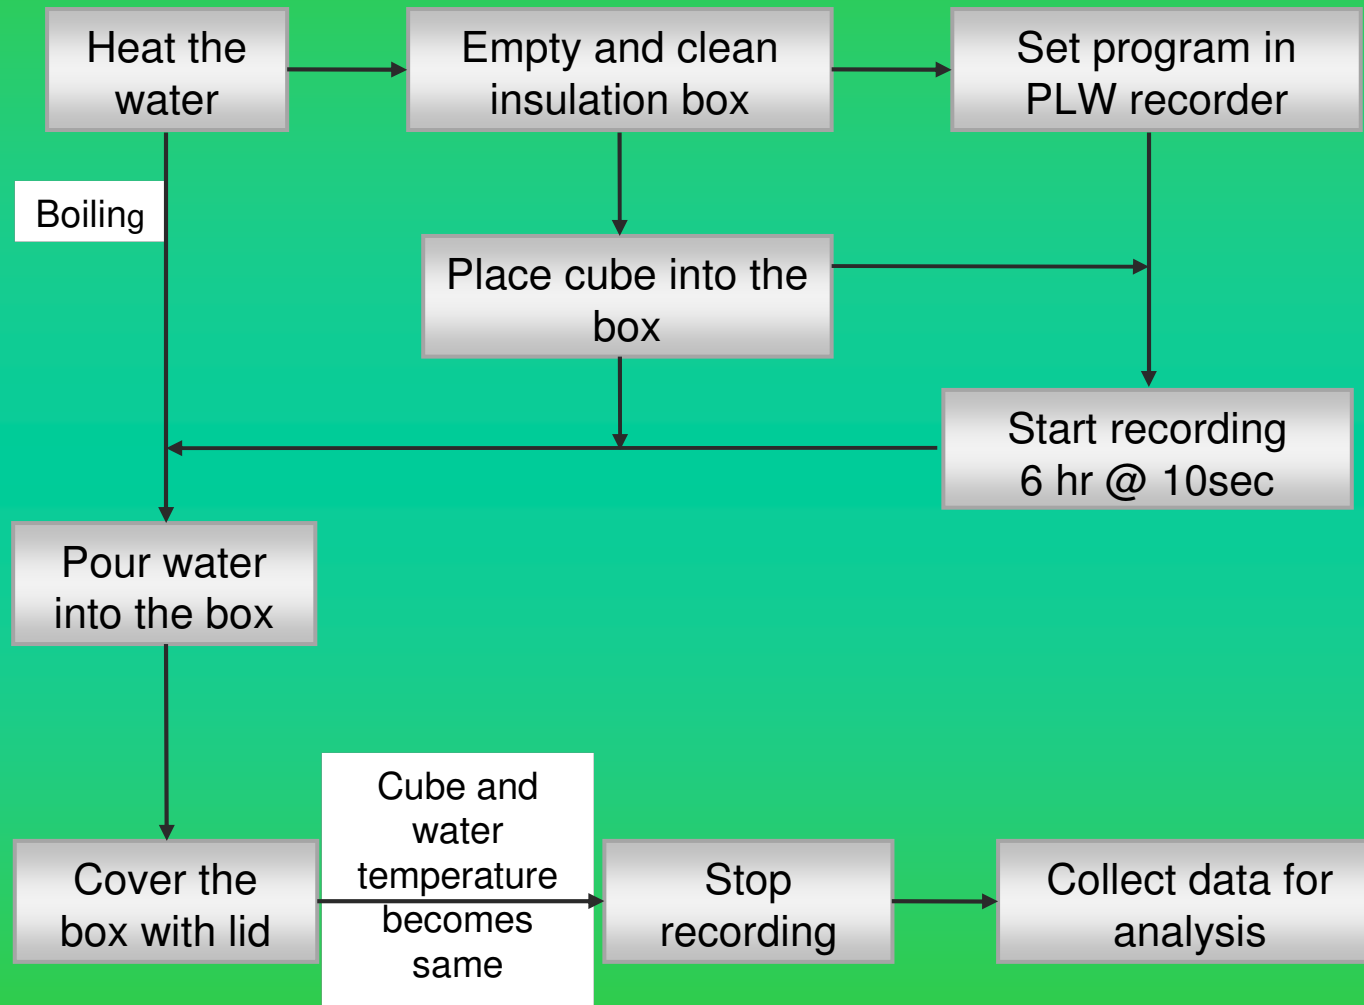 Heat the
water
Empty and clean
insulation box
Set program in
PLW recorder
Boiling
Place cube into the
box
Start recording
6 hr @ 10sec
Pour water
into the box
Cover the
box with lid
Cube and
water
temperature
becomes
same
Stop
recording
Collect data for
analysis